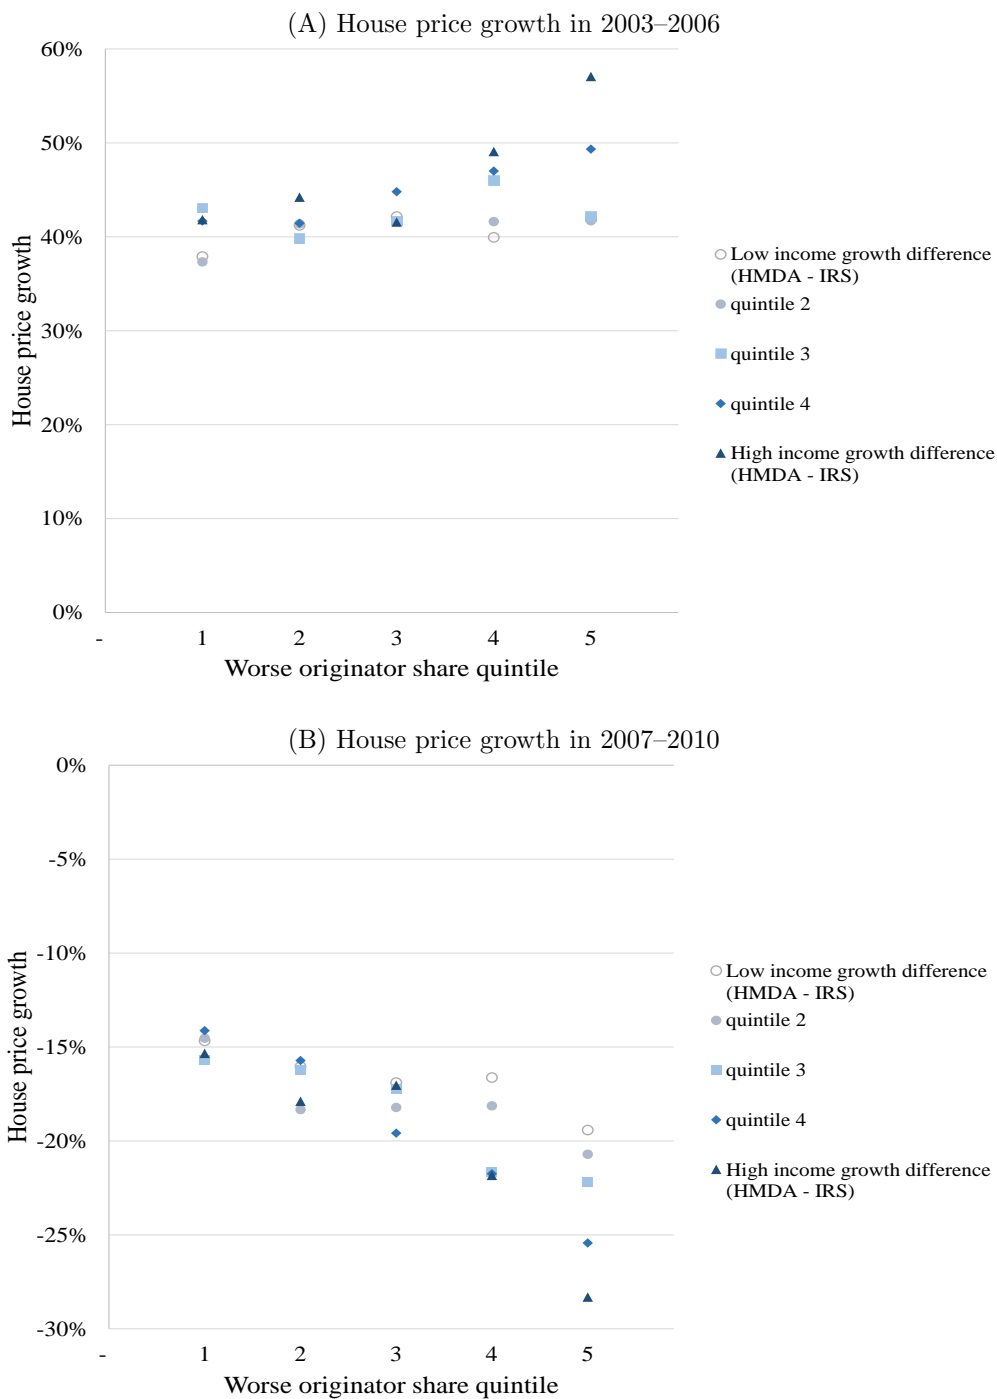 (A) House price growth in 2003–2006
60%
50%
40%
30%
20%
10%
0%
House price growth
-
1
2
3
4
5
Worse originator share quintile
Low income growth difference
(HMDA - IRS)
quintile 2
quintile 3
quintile 4
High income growth difference
(HMDA - IRS)
(B) House price growth in 2007–2010
0%
-5%
-10%
-15%
-20%
-25%
-30%
House price growth
-
1
2
3
4
5
Worse originator share quintile
Low income growth difference
(HMDA - IRS)
quintile 2
quintile 3
quintile 4
High income growth difference
(HMDA - IRS)